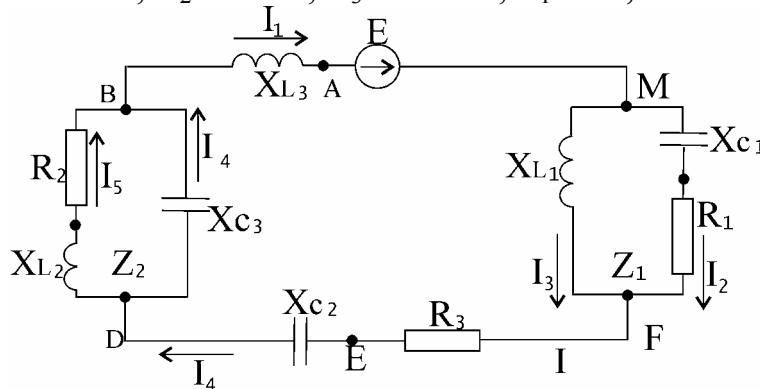 I1
E
XL3
A
B
M
R2
I5
I4
Xc3
XL1
Xc1
R1
XL2
Z2
I3
Z1
I2
Xc2
D
E
R3
I
F
I4